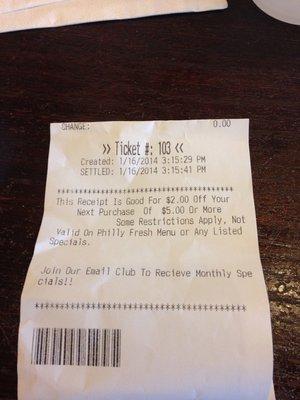 CHANGE: 0.00
>> Ticket #: 103 <<
Created: 1/16/2014 3:15:29 PM
SETTLED: 1/16/2014 3:15:41 PM
****************************************
This Receipt Is Good For $2.00 Off Your
Next Purchase Of $5.00 Or More
Some Restrictions Apply, Not
Valid On Philly Fresh Menu or Any Listed
Specials.
Join Our Email Club To Recieve Monthly Spe
cials!!
****************************************